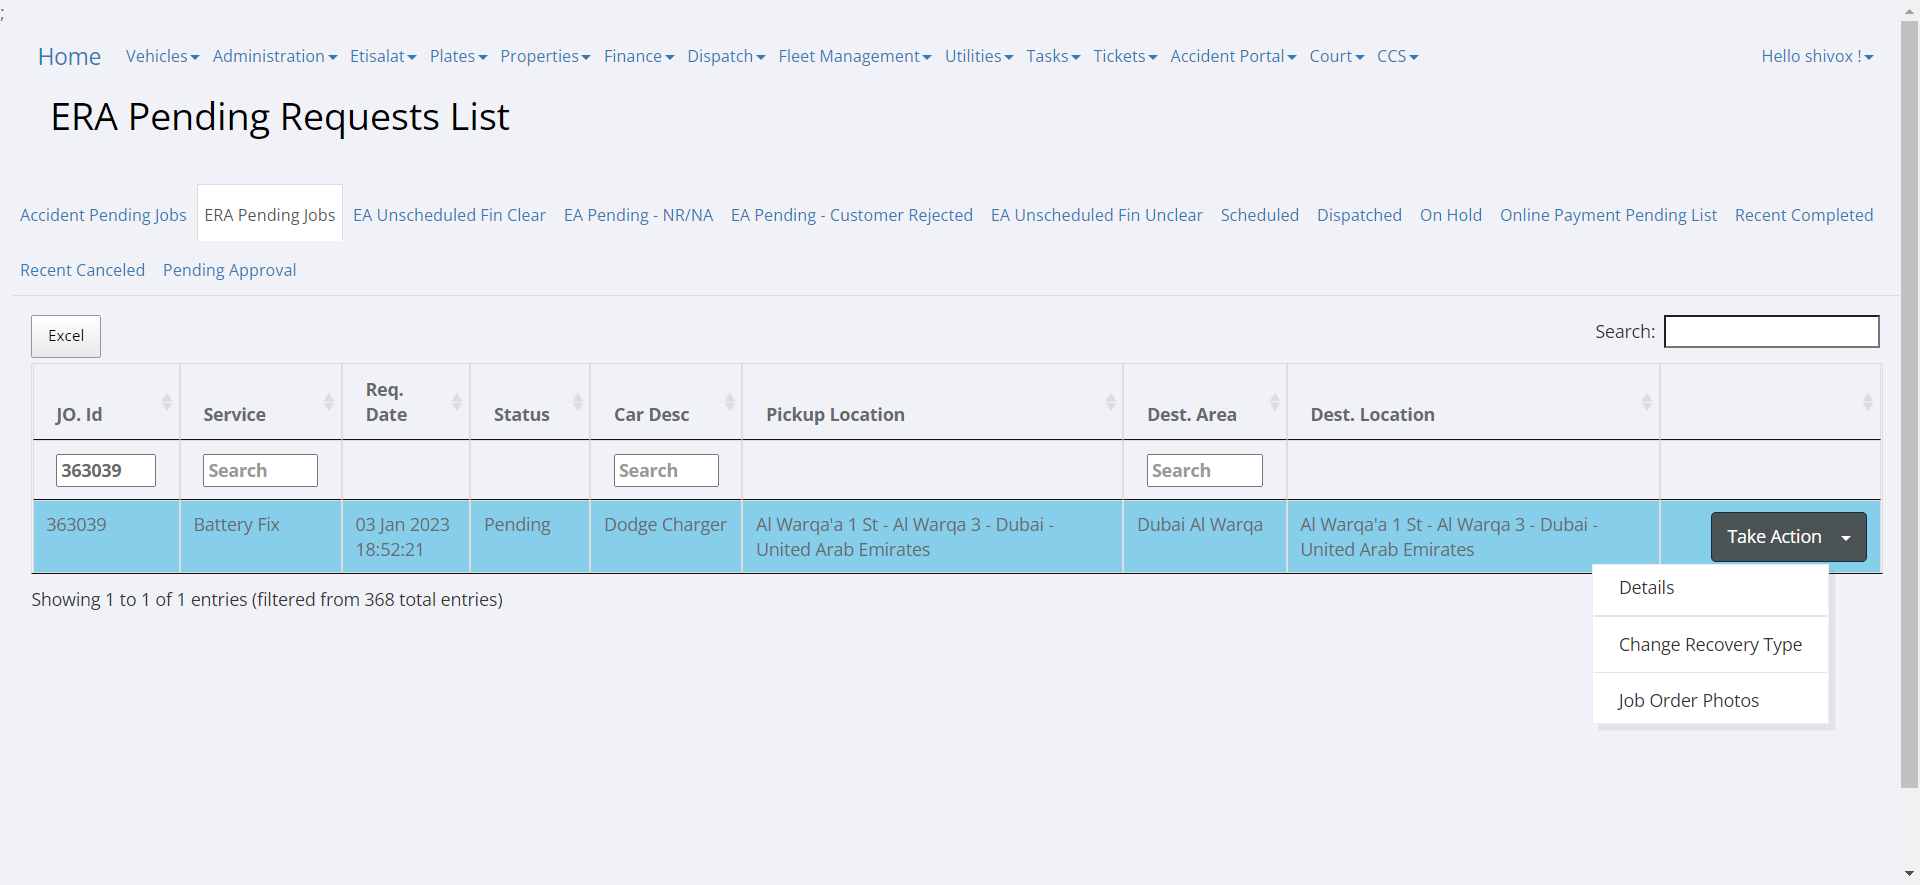 ;
Home Vehicles Administration Etisalat Plates Properties Finance Dispatch Fleet Management Utilities Tasks Tickets Accident Portal Court CCS Hello shivox !
ERA Pending Requests List
Accident Pending Jobs ERA Pending Jobs EA Unscheduled Fin Clear EA Pending - NR/NA EA Pending - Customer Rejected EA Unscheduled Fin Unclear Scheduled Dispatched On Hold Online Payment Pending List Recent Completed
Recent Canceled Pending Approval
Excel Search:
JO. Id Service Req. Date Status Car Desc Pickup Location Dest. Area Dest. Location
363039 Search Search Search
363039 Battery Fix 03 Jan 2023 Pending Dodge Charger Al Warqa'a 1 St - Al Warqa 3 - Dubai - Dubai Al Warqa Al Warqa'a 1 St - Al Warqa 3 - Dubai - Take Action
18:52:21 United Arab Emirates United Arab Emirates
Details
Showing 1 to 1 of 1 entries (filtered from 368 total entries)
Change Recovery Type
Job Order Photos